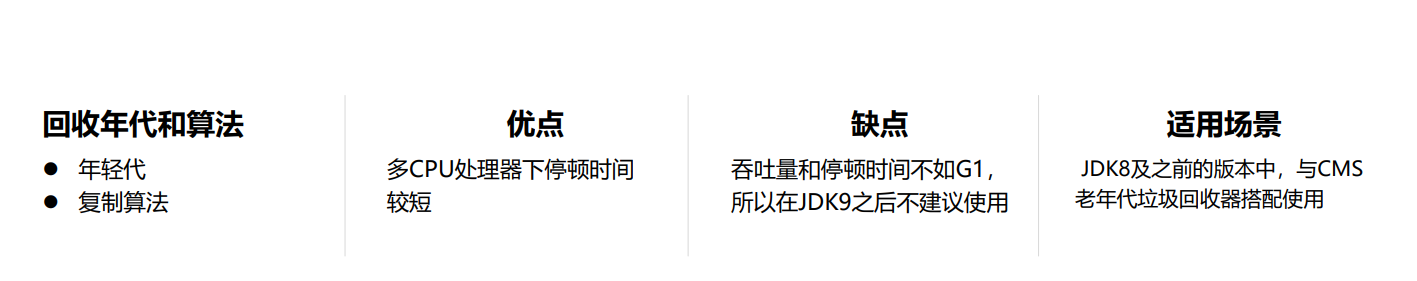 回收年代和算法
● 年轻代
● 复制算法
优点
多CPU处理器下停顿时间
较短
缺点
吞吐量和停顿时间不如G1，
所以在JDK9之后不建议使用
适用场景
JDK8及之前的版本中，与CMS
老年代垃圾回收器搭配使用